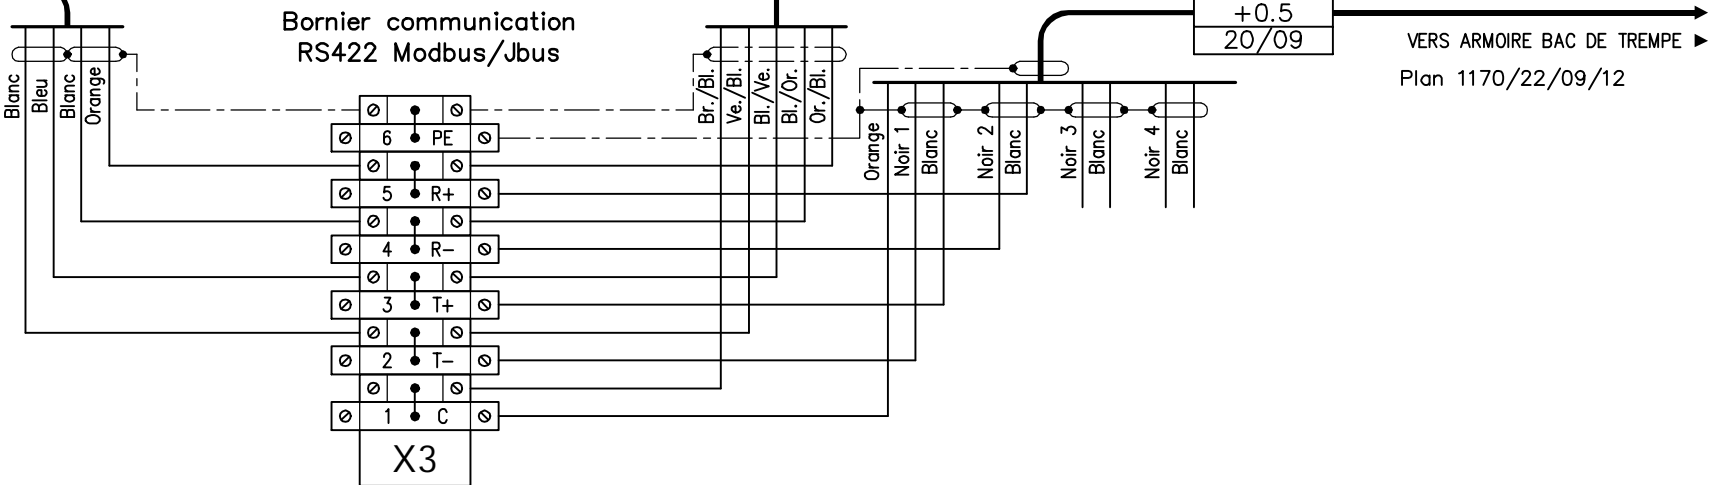 Bornier communication
RS422 Modbus/Jbus
+0.5
20/09
VERS ARMOIRE BAC DE TREMPE
Plan 1170/22/09/12
Blanc
Bleu
Blanc
Orange
Br./Bl.
Ve./Bl.
Bl./Ve.
Bl./Or.
Or./Bl.
Orange
Noir 1
Blanc
Noir 2
Blanc
Noir 3
Blanc
Noir 4
Blanc
6 PE
5 R+
4 R-
3 T+
2 T-
1 C
X3